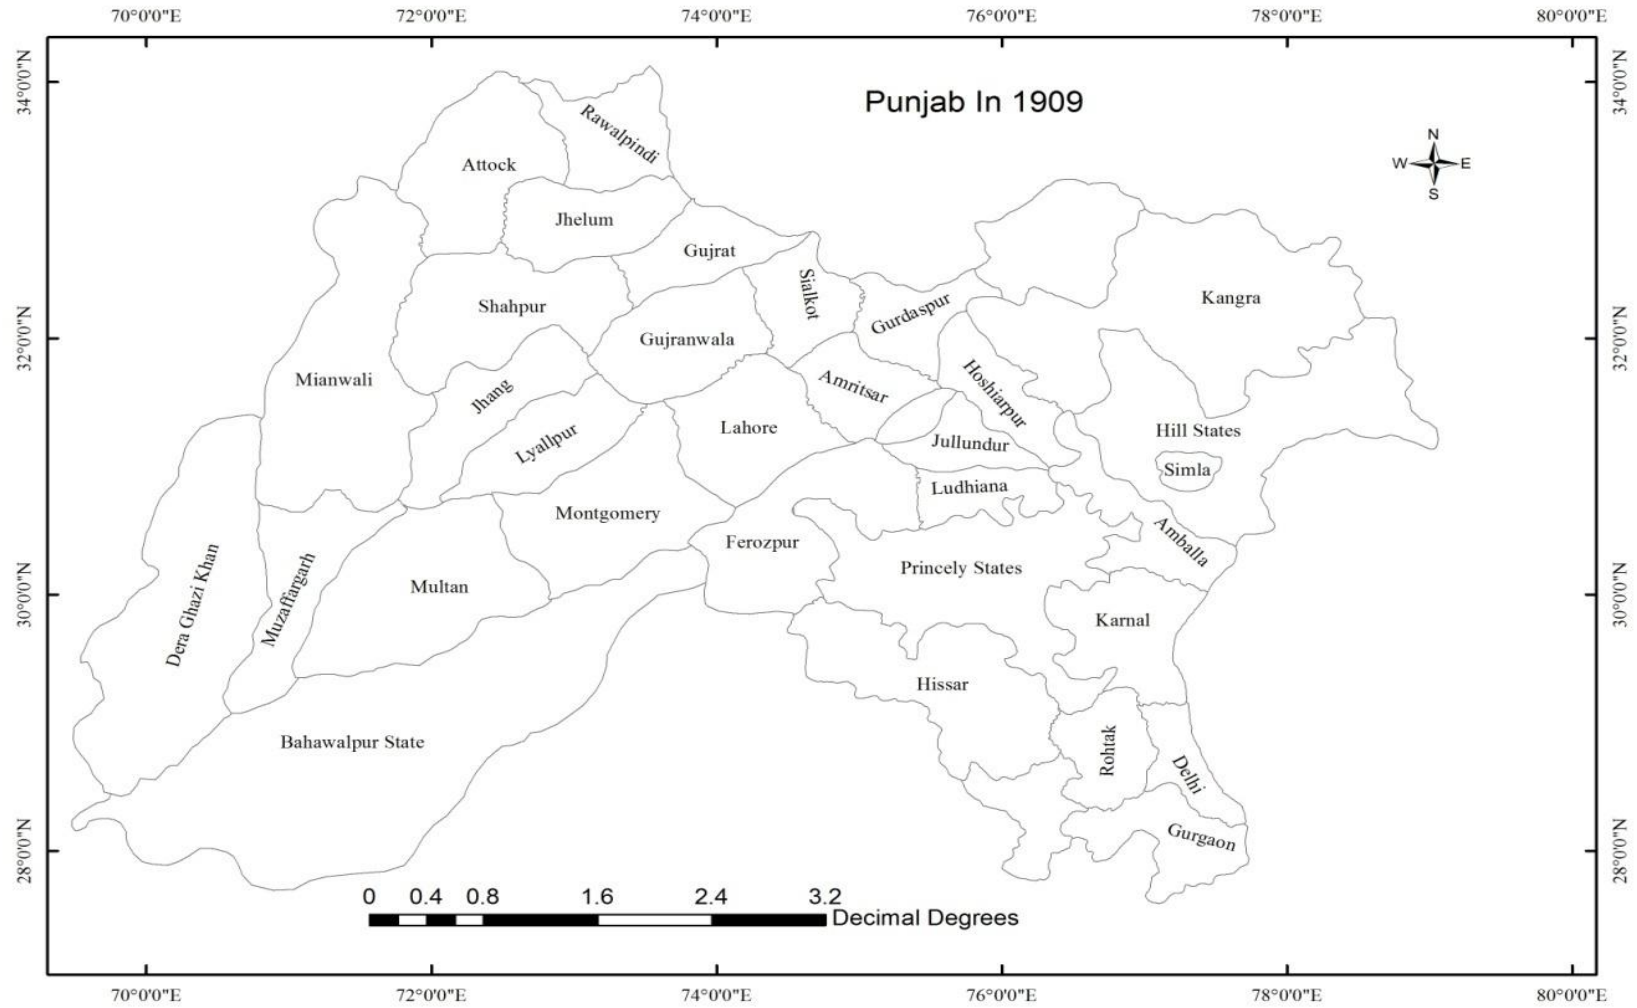 70°0'0"E 72°0'0"E 74°0'0"E 76°0'0"E 78°0'0"E 80°0'0"E
34°0'0"N
34°0'0"N
Punjab In 1909
N
W E
S
Rawalpindi
Attock
Jhelum
Gujrat
Sialkot
Gurdaspur
Kangra
Shahpur
Gujranwala
32°0'0"N
32°0'0"N
Mianwali
Jhang
Amritsar
Hoshiarpur
Lyallpur
Lahore
Jullundur
Hill States
Simla
Ludhiana
Montgomery
Ferozpur
Amballa
Princely States
Dera Ghazi Khan
Muzaffargarh
Multan
30°0'0"N
30°0'0"N
Karnal
Hissar
Bahawalpur State
Rohtak
Delhi
Gurgaon
28°0'0"N
28°0'0"N
0 0.4 0.8 1.6 2.4 3.2
Decimal Degrees
70°0'0"E 72°0'0"E 74°0'0"E 76°0'0"E 78°0'0"E 80°0'0"E